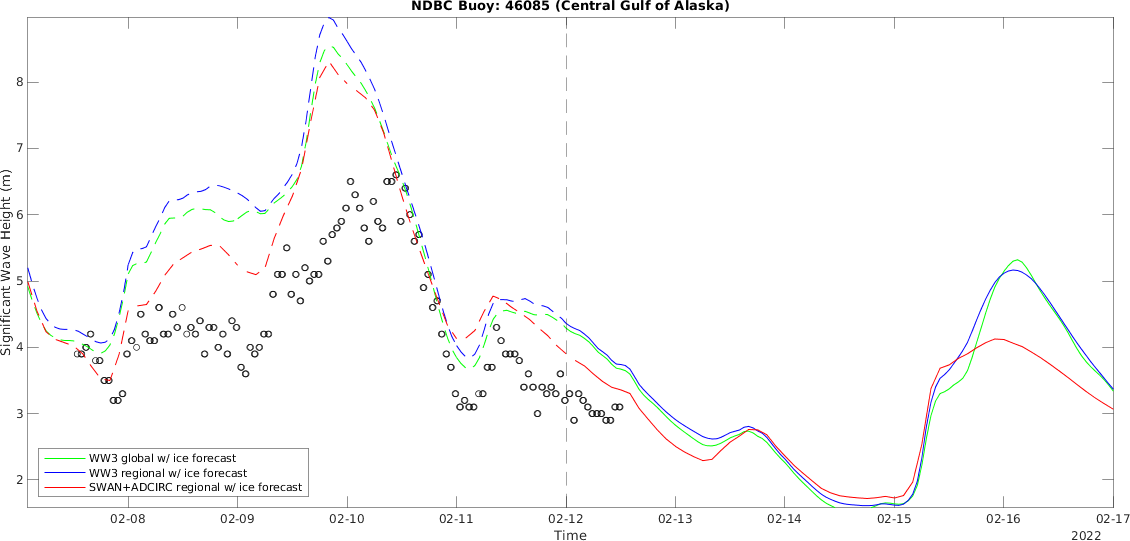 NDBC Buoy: 46085 (Central Gulf of Alaska)
Significant Wave Height (m)
8
7
6
5
4
3
2
WW3 global w/ ice forecast
WW3 regional w/ ice forecast
SWAN+ADCIRC regional w/ ice forecast
02-08 02-09 02-10 02-11 02-12 02-13 02-14 02-15 02-16 02-17
Time
2022